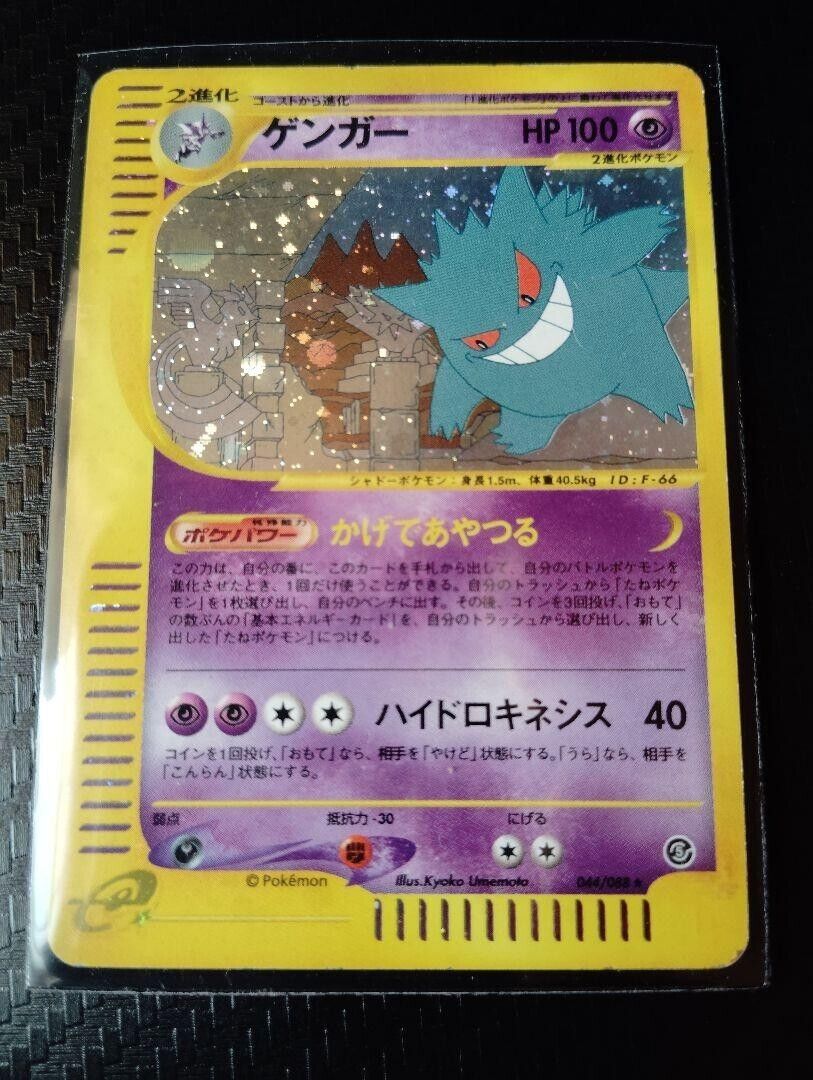 2進化 ゴーストから進化
ゲンガー HP 100
2進化ポケモン
シャドーポケモン：身長1.5m、体重40.5kg ID：F-66
特殊能力
ポケパワー かげであやつる
この力は、自分の番に、このカードを手札から出して、自分のバトルポケモンを
進化させたとき、1回だけ使うことができる。自分のトラッシュから「たねポケ
モン」を1枚選び出し、自分のベンチに出す。その後、コインを3回投げ、「おもて」
の数ぶんの「基本エネルギーカード」を、自分のトラッシュから選び出し、新しく
出した「たねポケモン」につける。
ハイドロキネシス 40
コインを1回投げ、「おもて」なら、相手を「やけど」状態にする。「うら」なら、相手を
「こんらん」状態にする。
弱点 抵抗力 -30 にげる
© Pokémon Illus.Kyoko Umemoto 044/088 ★